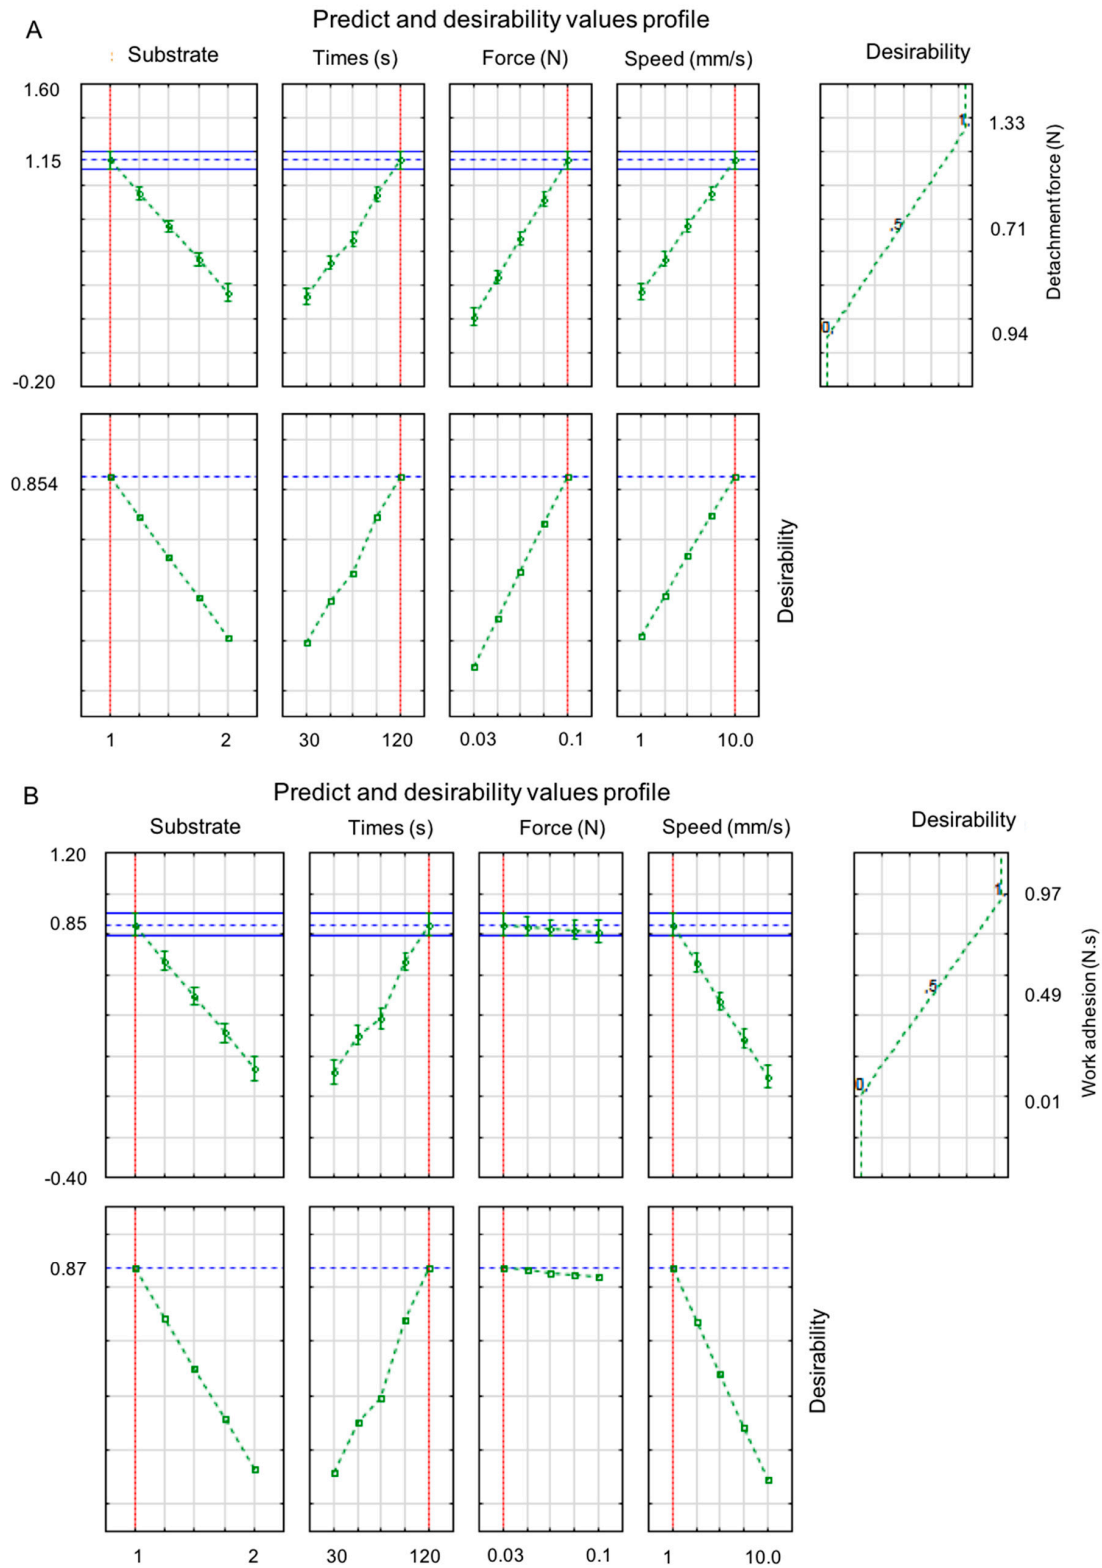 A
Predict and desirability values profile
Substrate Times (s) Force (N) Speed (mm/s) Desirability
1.60
1.15
-0.20
1.
.5
0.
1.33
0.71
0.94
Detachment force (N)
0.854
Desirability
1 2 30 120 0.03 0.1 1 10.0
B
Predict and desirability values profile
Substrate Times (s) Force (N) Speed (mm/s) Desirability
1.20
0.85
-0.40
1.
.5
0.
0.97
0.49
0.01
Work adhesion (N.s)
0.87
Desirability
1 2 30 120 0.03 0.1 1 10.0